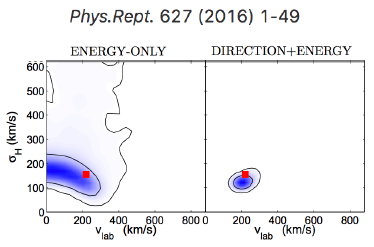 Phys.Rept. 627 (2016) 1-49
ENERGY-ONLY DIRECTION+ENERGY
600
500
400
300
200
100
0
σH (km/s)
0 200 400 600 800 0 200 400 600 800
vlab (km/s) vlab (km/s)